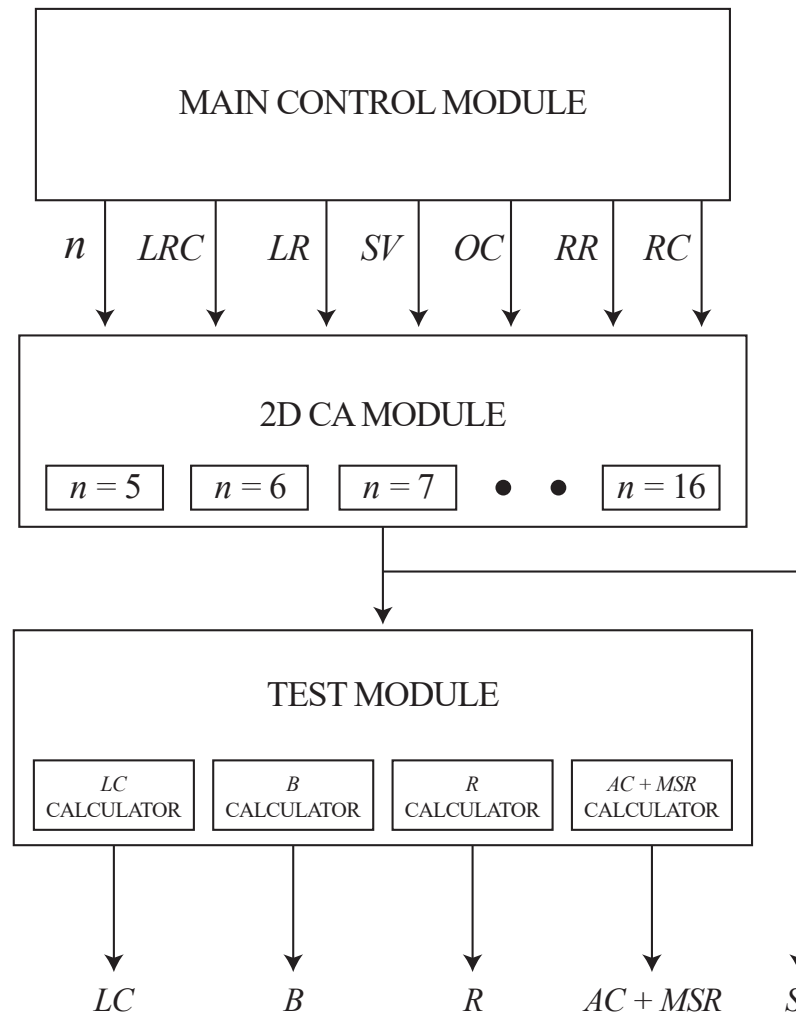 MAIN CONTROL MODULE
n LRC LR SV OC RR RC
2D CA MODULE
n = 5 n = 6 n = 7 • • n = 16
TEST MODULE
LC CALCULATOR
B CALCULATOR
R CALCULATOR
AC + MSR CALCULATOR
LC B R AC + MSR